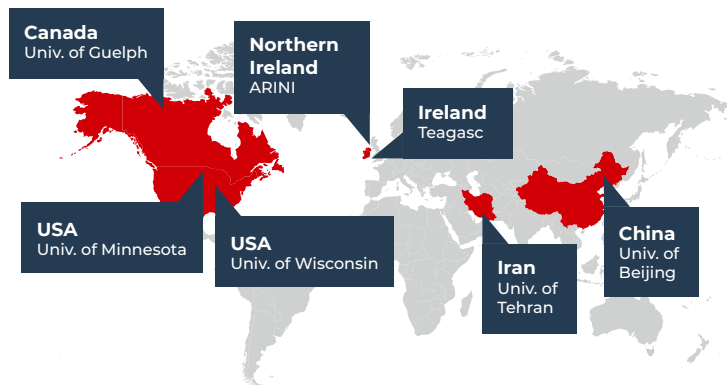 Canada
Univ. of Guelph
Northern
Ireland
ARINI
Ireland
Teagasc
USA
Univ. of Minnesota
USA
Univ. of Wisconsin
Iran
Univ. of
Tehran
China
Univ. of
Beijing